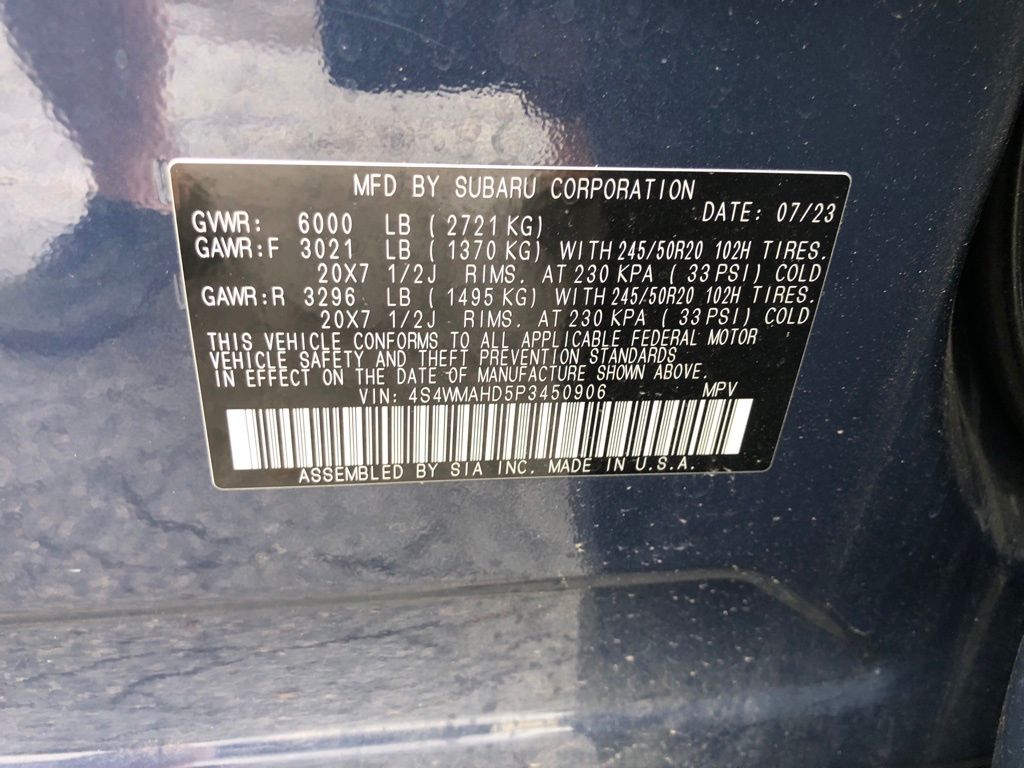 MFD BY SUBARU CORPORATION
DATE: 07/23
GVWR: 6000 LB ( 2721 KG)
GAWR:F 3021 LB ( 1370 KG) WITH 245/50R20 102H TIRES.
20X7 1/2J RIMS. AT 230 KPA ( 33 PSI) COLD
GAWR:R 3296 LB ( 1495 KG) WITH 245/50R20 102H TIRES.
20X7 1/2J RIMS. AT 230 KPA ( 33 PSI) COLD
THIS VEHICLE CONFORMS TO ALL APPLICABLE FEDERAL MOTOR
VEHICLE SAFETY AND THEFT PREVENTION STANDARDS
IN EFFECT ON THE DATE OF MANUFACTURE SHOWN ABOVE.
VIN: 4S4WMAHD5P3450906 MPV
ASSEMBLED BY SIA INC. MADE IN U.S.A.